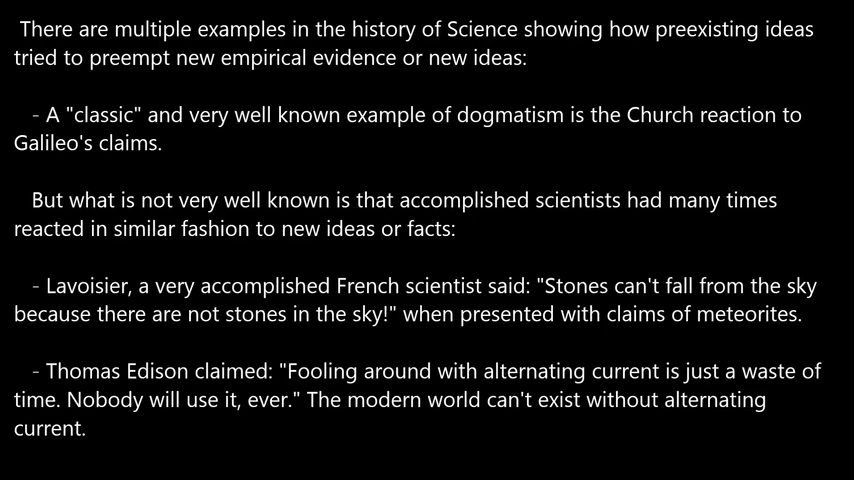 There are multiple examples in the history of Science showing how preexisting ideas
tried to preempt new empirical evidence or new ideas:
- A "classic" and very well known example of dogmatism is the Church reaction to
Galileo's claims.
But what is not very well known is that accomplished scientists had many times
reacted in similar fashion to new ideas or facts:
- Lavoisier, a very accomplished French scientist said: "Stones can't fall from the sky
because there are not stones in the sky!" when presented with claims of meteorites.
- Thomas Edison claimed: "Fooling around with alternating current is just a waste of
time. Nobody will use it, ever." The modern world can't exist without alternating
current.